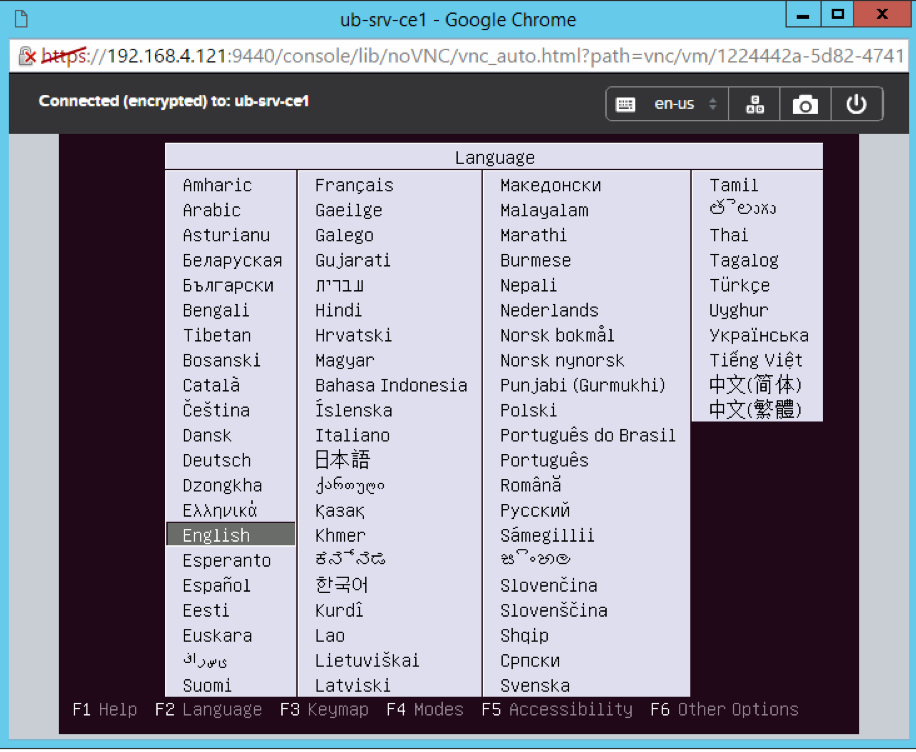 ub-srv-ce1 - Google Chrome
https://192.168.4.121:9440/console/lib/noVNC/vnc_auto.html?path=vnc/vm/1224442a-5d82-4741
Connected (encrypted) to: ub-srv-ce1
en-us
Language
Amharic
Arabic
Asturianu
Беларуская
Български
Bengali
Tibetan
Bosanski
Català
Čeština
Dansk
Deutsch
Dzongkha
Ελληνικά
English
Esperanto
Español
Eesti
Euskara
Suomi
Français
Gaeilge
Galego
Gujarati
עברית
Hindi
Hrvatski
Magyar
Bahasa Indonesia
Íslenska
Italiano
日本語
ქართული
Қазақ
Khmer
ಕನ್ನಡ
한국어
Kurdî
Lao
Lietuviškai
Latviski
Македонски
Malayalam
Marathi
Burmese
Nepali
Nederlands
Norsk bokmål
Norsk nynorsk
Punjabi (Gurmukhi)
Polski
Português do Brasil
Português
Română
Русский
Sámegillii
සිංහල
Slovenčina
Slovenščina
Shqip
Српски
Svenska
Tamil
తెలుగు
Thai
Tagalog
Türkçe
Uyghur
Українська
Tiếng Việt
中文(简体)
中文(繁體)
F1 Help F2 Language F3 Keymap F4 Modes F5 Accessibility F6 Other Options